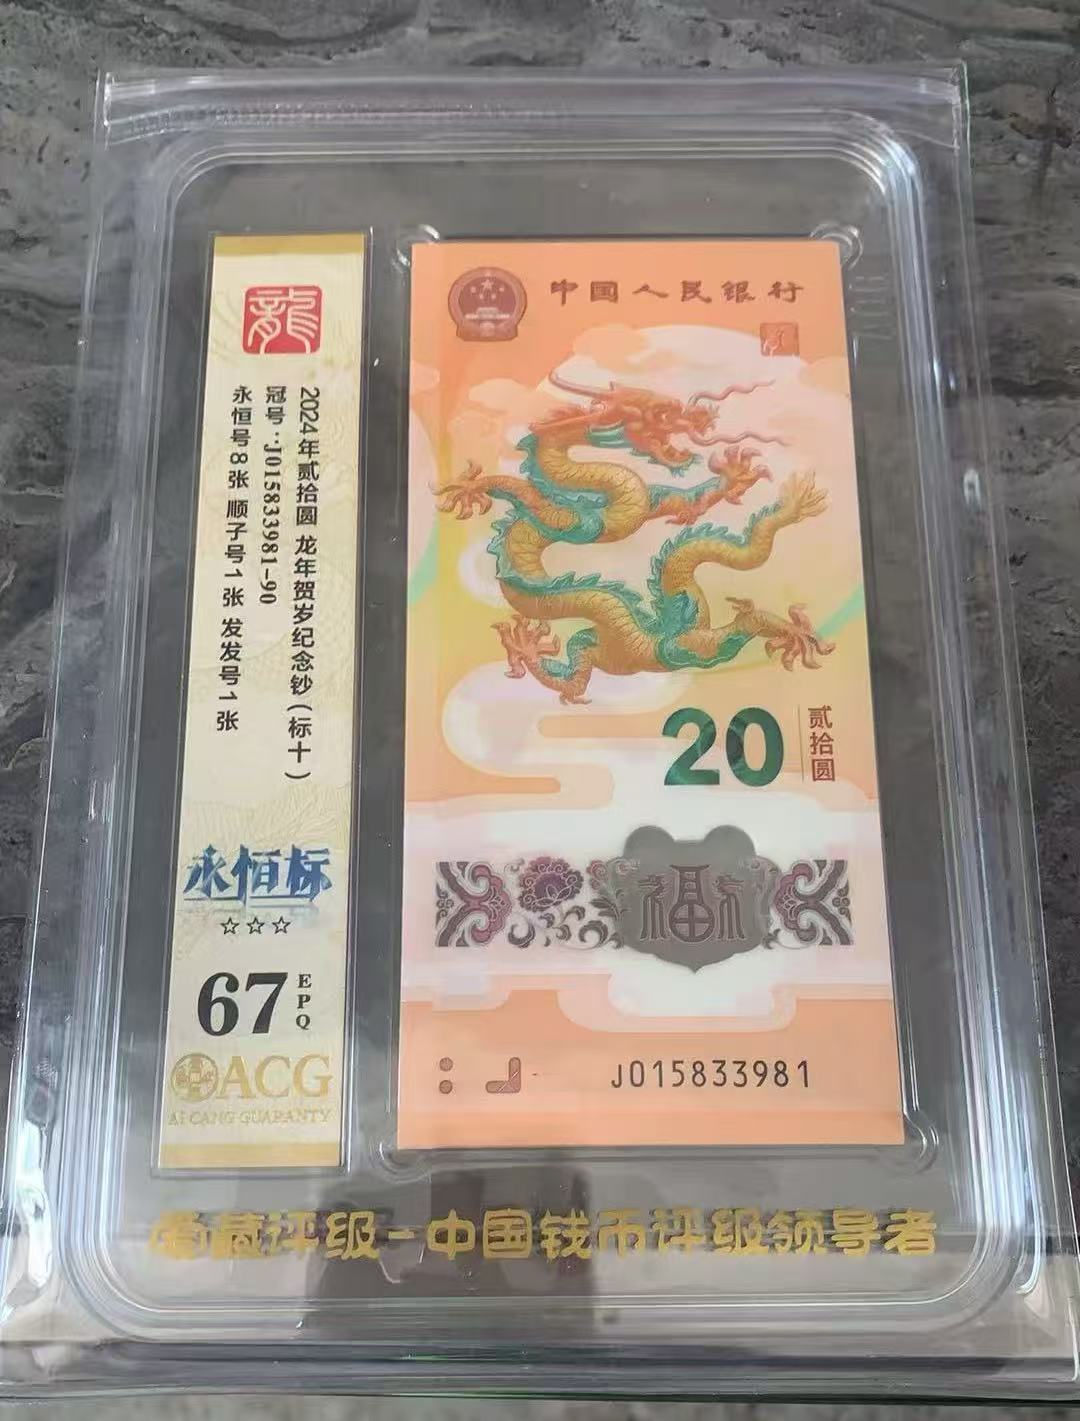 龍
2024年贰拾圆 龙年贺岁纪念钞(标十)
冠号:J015833981-90
永恒号8张 顺子号1张 发发号1张
永恒标
☆☆☆
67
EPQ
ACG
AI CANG GUARANTY
中国人民银行
20
贰拾圆
福
J015833981
爱藏评级-中国钱币评级领导者